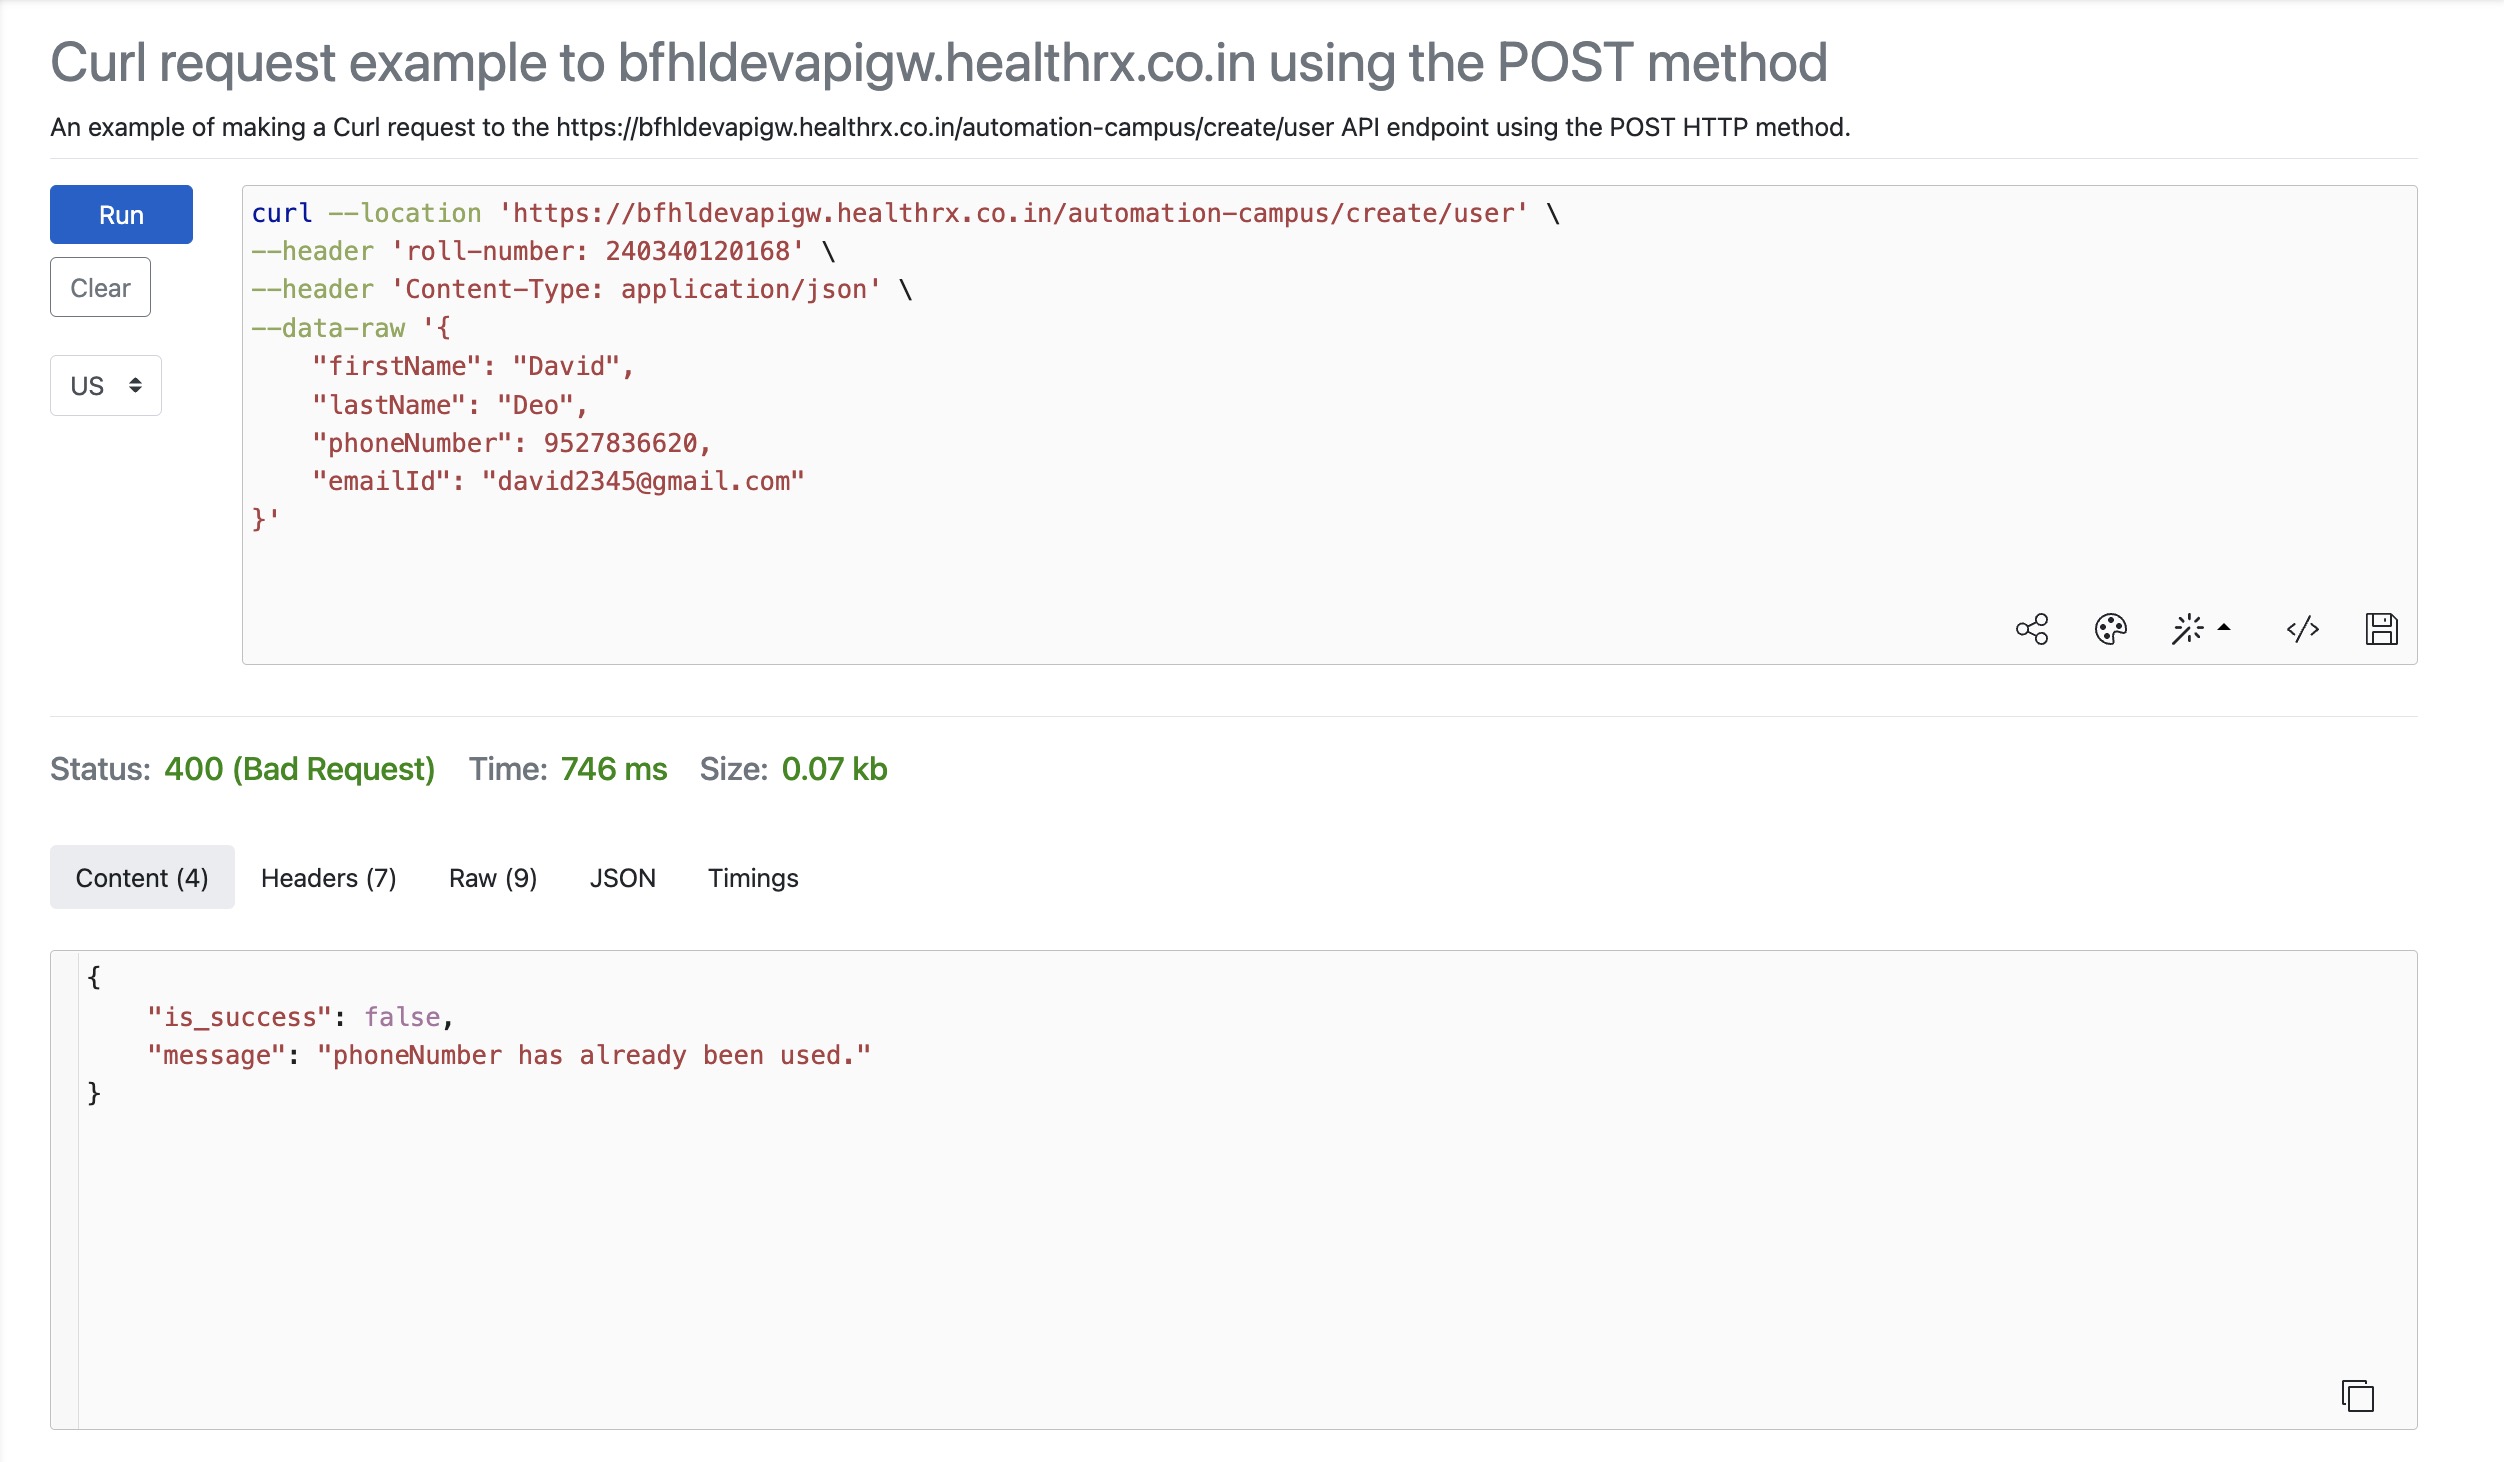 Curl request example to bfhldevapigw.healthrx.co.in using the POST method
An example of making a Curl request to the https://bfhldevapigw.healthrx.co.in/automation-campus/create/user API endpoint using the POST HTTP method.
Run
Clear
US
curl --location 'https://bfhldevapigw.healthrx.co.in/automation-campus/create/user' \
--header 'roll-number: 240340120168' \
--header 'Content-Type: application/json' \
--data-raw '{
    "firstName": "David",
    "lastName": "Deo",
    "phoneNumber": 9527836620,
    "emailId": "david2345@gmail.com"
}'
Status: 400 (Bad Request) Time: 746 ms Size: 0.07 kb
Content (4) Headers (7) Raw (9) JSON Timings
{
    "is_success": false,
    "message": "phoneNumber has already been used."
}